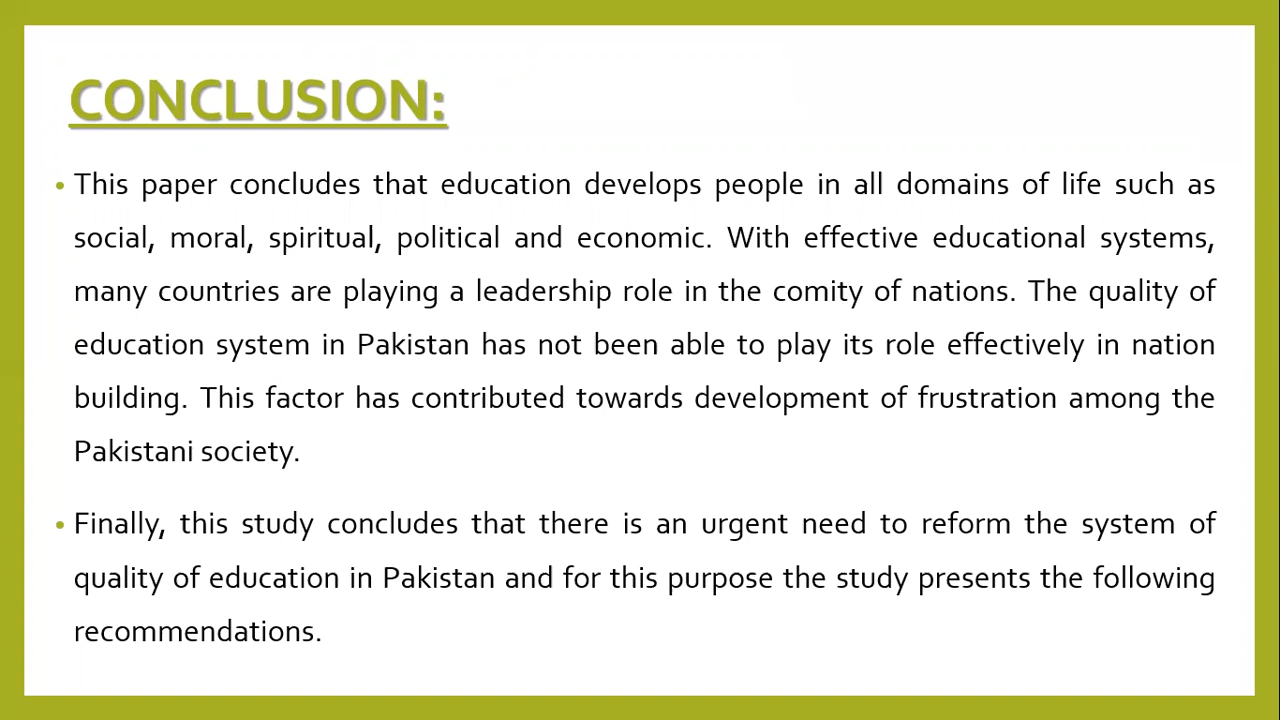 CONCLUSION:
• This paper concludes that education develops people in all domains of life such as
social, moral, spiritual, political and economic. With effective educational systems,
many countries are playing a leadership role in the comity of nations. The quality of
education system in Pakistan has not been able to play its role effectively in nation
building. This factor has contributed towards development of frustration among the
Pakistani society.
• Finally, this study concludes that there is an urgent need to reform the system of
quality of education in Pakistan and for this purpose the study presents the following
recommendations.